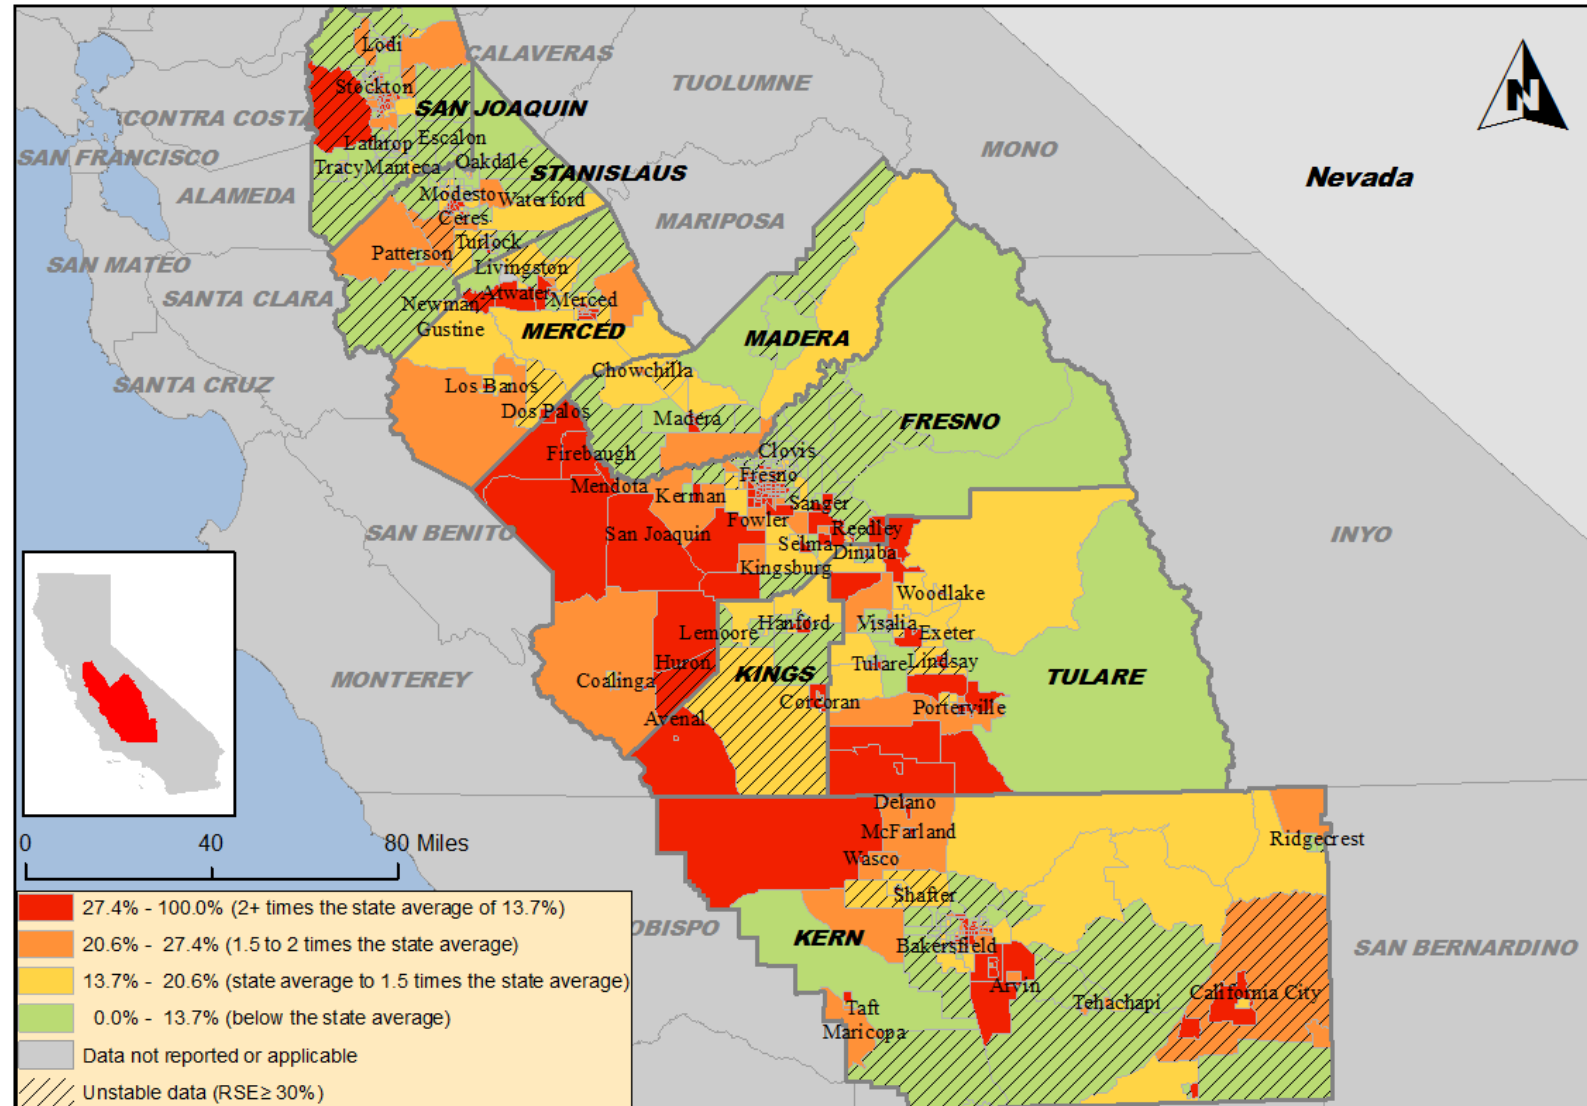 Lodi
CALAVERAS
TUOLUMNE
N
Stockton
SAN JOAQUIN
CONTRA COSTA
Lathrop
Escalon
SAN FRANCISCO
MONO
Tracy
Manteca
Oakdale
STANISLAUS
Nevada
ALAMEDA
Modesto
Waterford
Ceres
MARIPOSA
Patterson
Turlock
SAN MATEO
Livingston
SANTA CLARA
Newman
Atwater
Merced
Gustine
MERCED
MADERA
Chowchilla
SANTA CRUZ
Los Banos
Dos Palos
Madera
FRESNO
Firebaugh
Clovis
Fresno
Mendota
Kerman
Sanger
SAN BENITO
San Joaquin
Fowler
Reedley
INYO
Selma
Dinuba
Kingsburg
Woodlake
Lemoore
Hanford
Visalia
Exeter
Huron
Tulare
Lindsay
MONTEREY
Coalinga
KINGS
TULARE
Corcoran
Porterville
Avenal
Delano
McFarland
Ridgecrest
0 40 80 Miles
Wasco
Shafter
27.4% - 100.0% (2+ times the state average of 13.7%)
OBISPO
KERN
Bakersfield
SAN BERNARDINO
20.6% - 27.4% (1.5 to 2 times the state average)
13.7% - 20.6% (state average to 1.5 times the state average)
Arvin
Tehachapi
California City
0.0% - 13.7% (below the state average)
Taft
Maricopa
Data not reported or applicable
Unstable data (RSE≥ 30%)